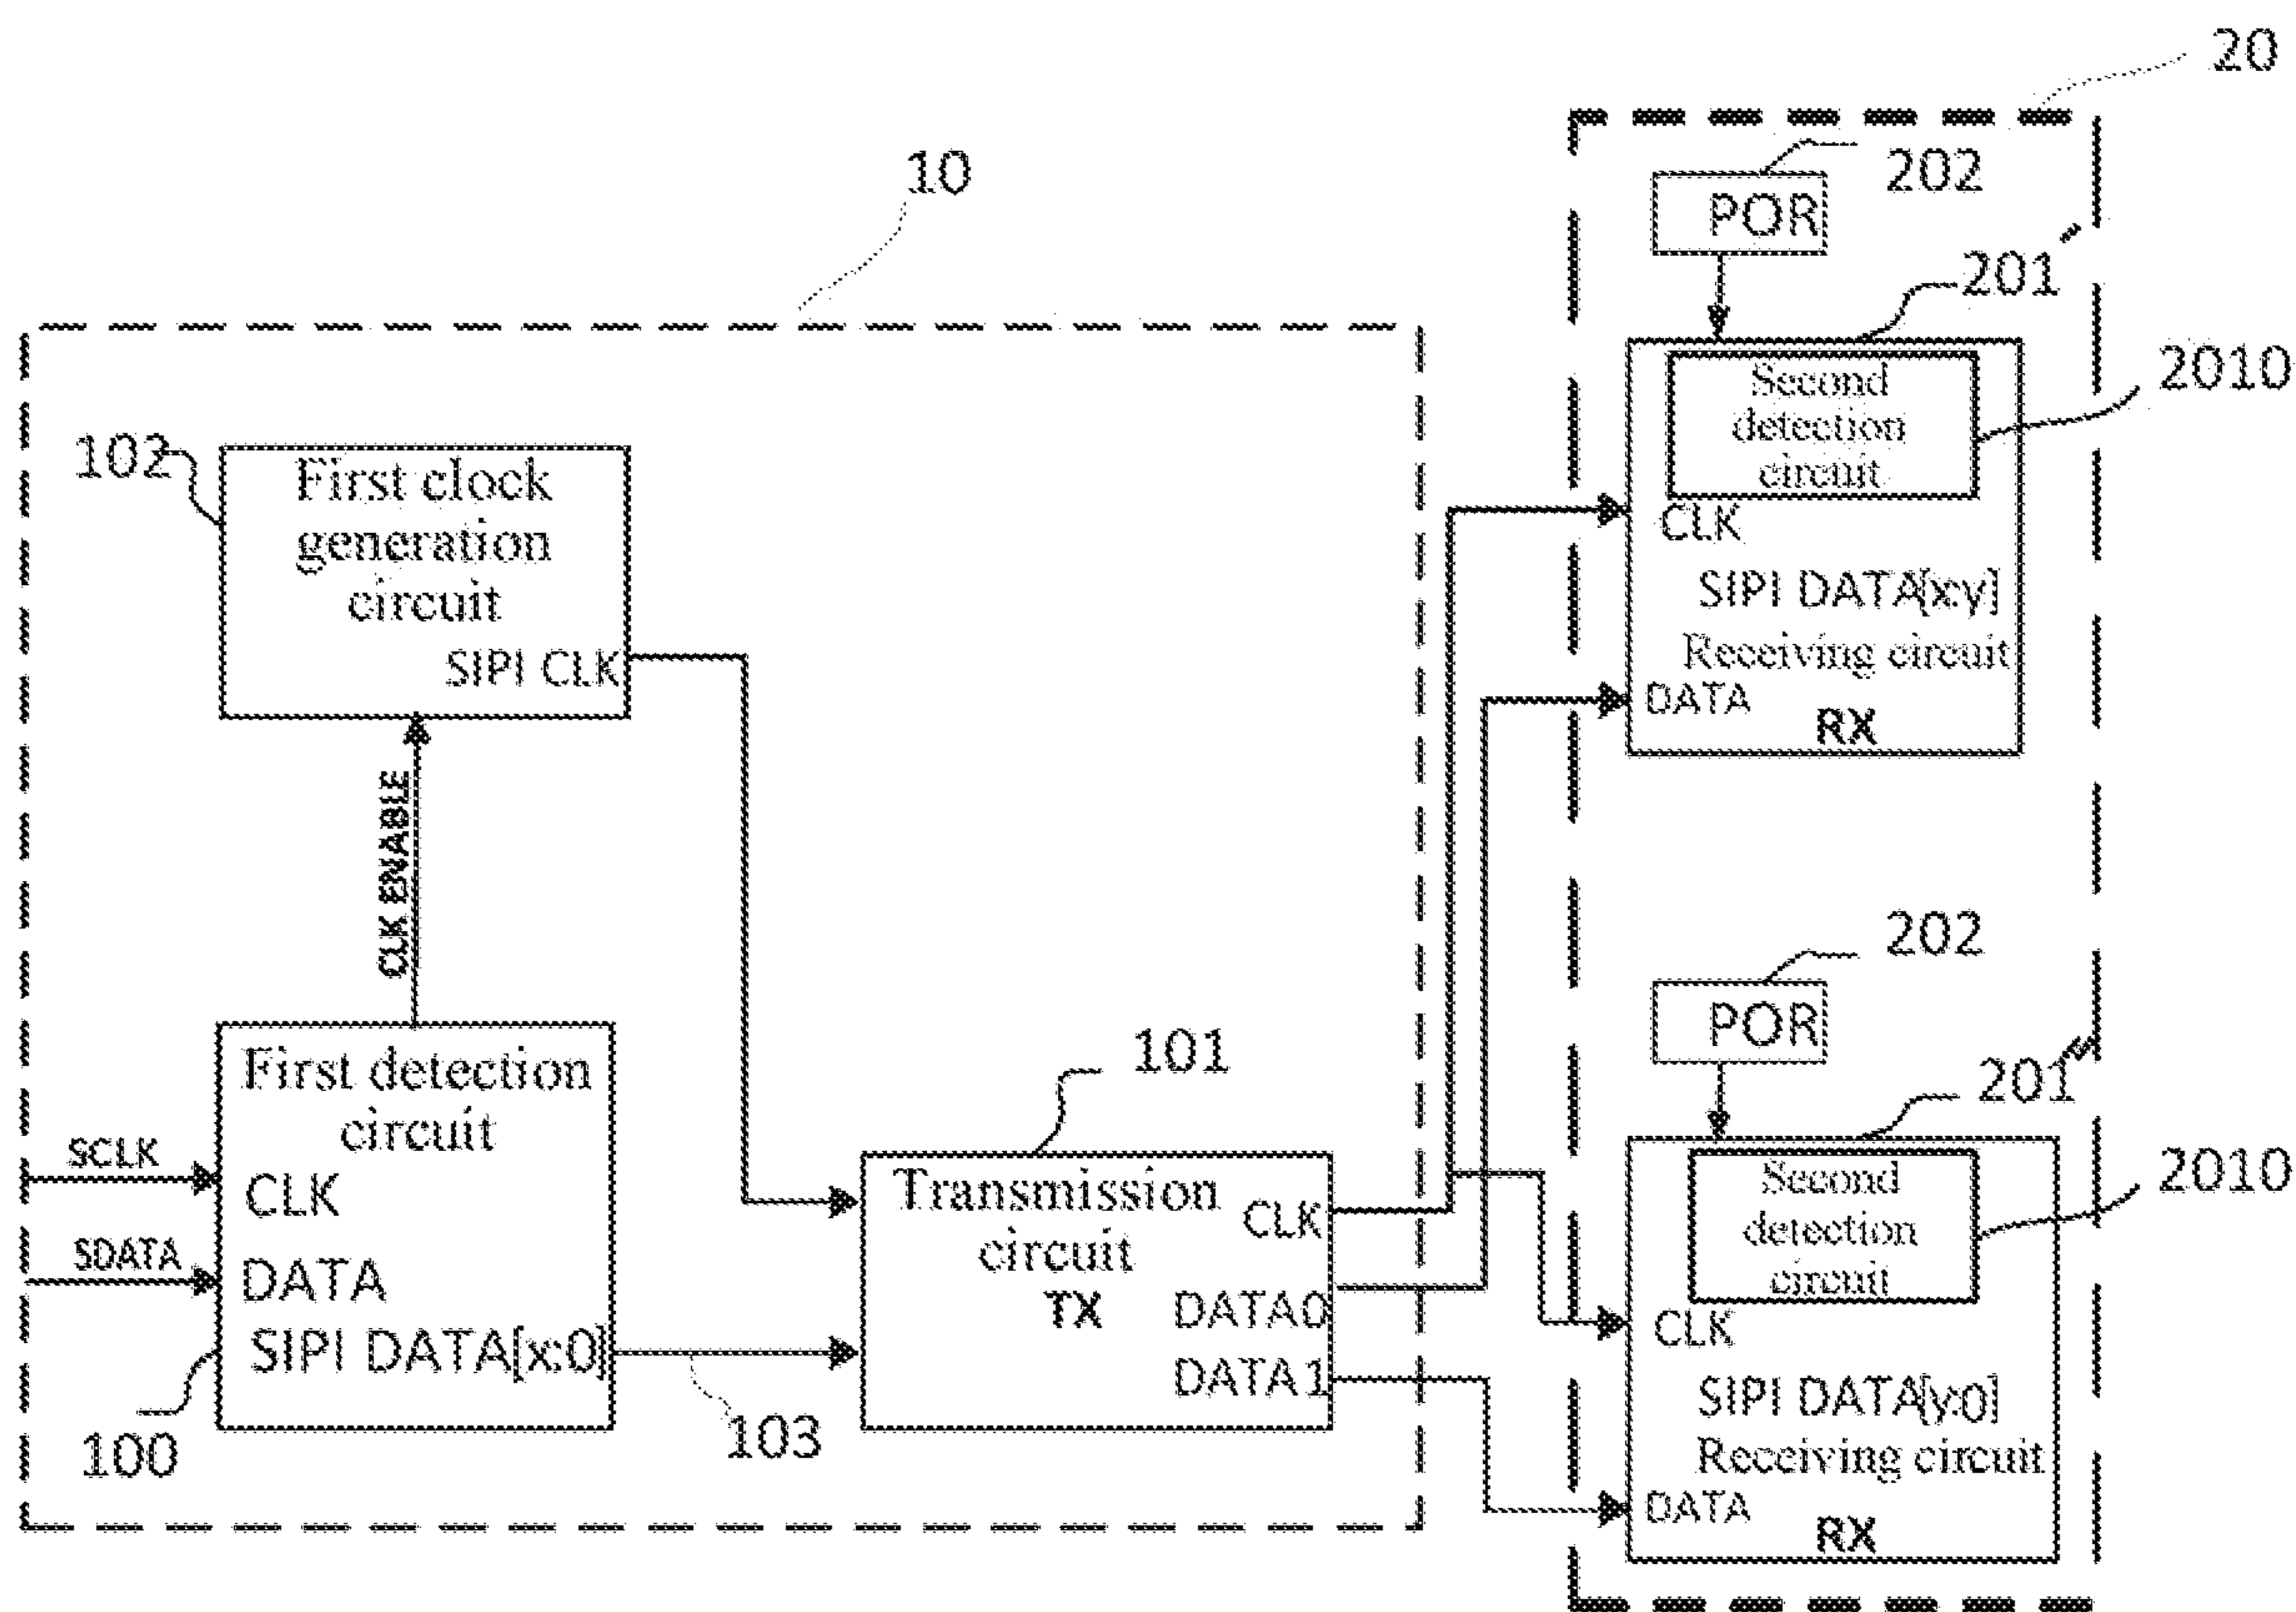 20
10
202
POR
201
Second
detection
circuit
2010
CLK
SIPI DATA[x:y]
Receiving circuit
DATA
RX
102
First clock
generation
circuit
SIPI CLK
CLK ENABLE
First detection
circuit
SCLK
CLK
SDATA
DATA
SIPI DATA[x:0]
100
103
101
Transmission
circuit
TX
CLK
DATA0
DATA1
202
POR
201
Second
detection
circuit
2010
CLK
SIPI DATA[y:0]
Receiving circuit
DATA
RX